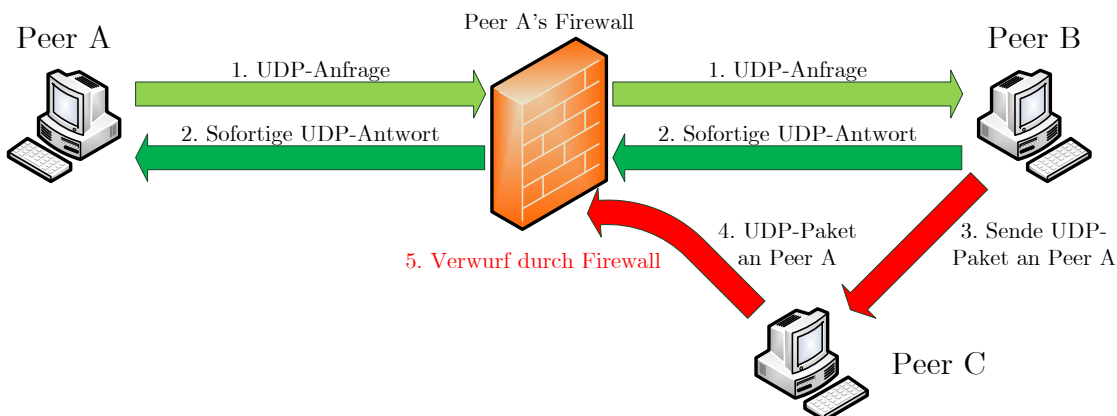 Peer A's Firewall
Peer A
Peer B
1. UDP-Anfrage
1. UDP-Anfrage
2. Sofortige UDP-Antwort
2. Sofortige UDP-Antwort
4. UDP-Paket
an Peer A
3. Sende UDP-
Paket an Peer A
5. Verwurf durch Firewall
Peer C